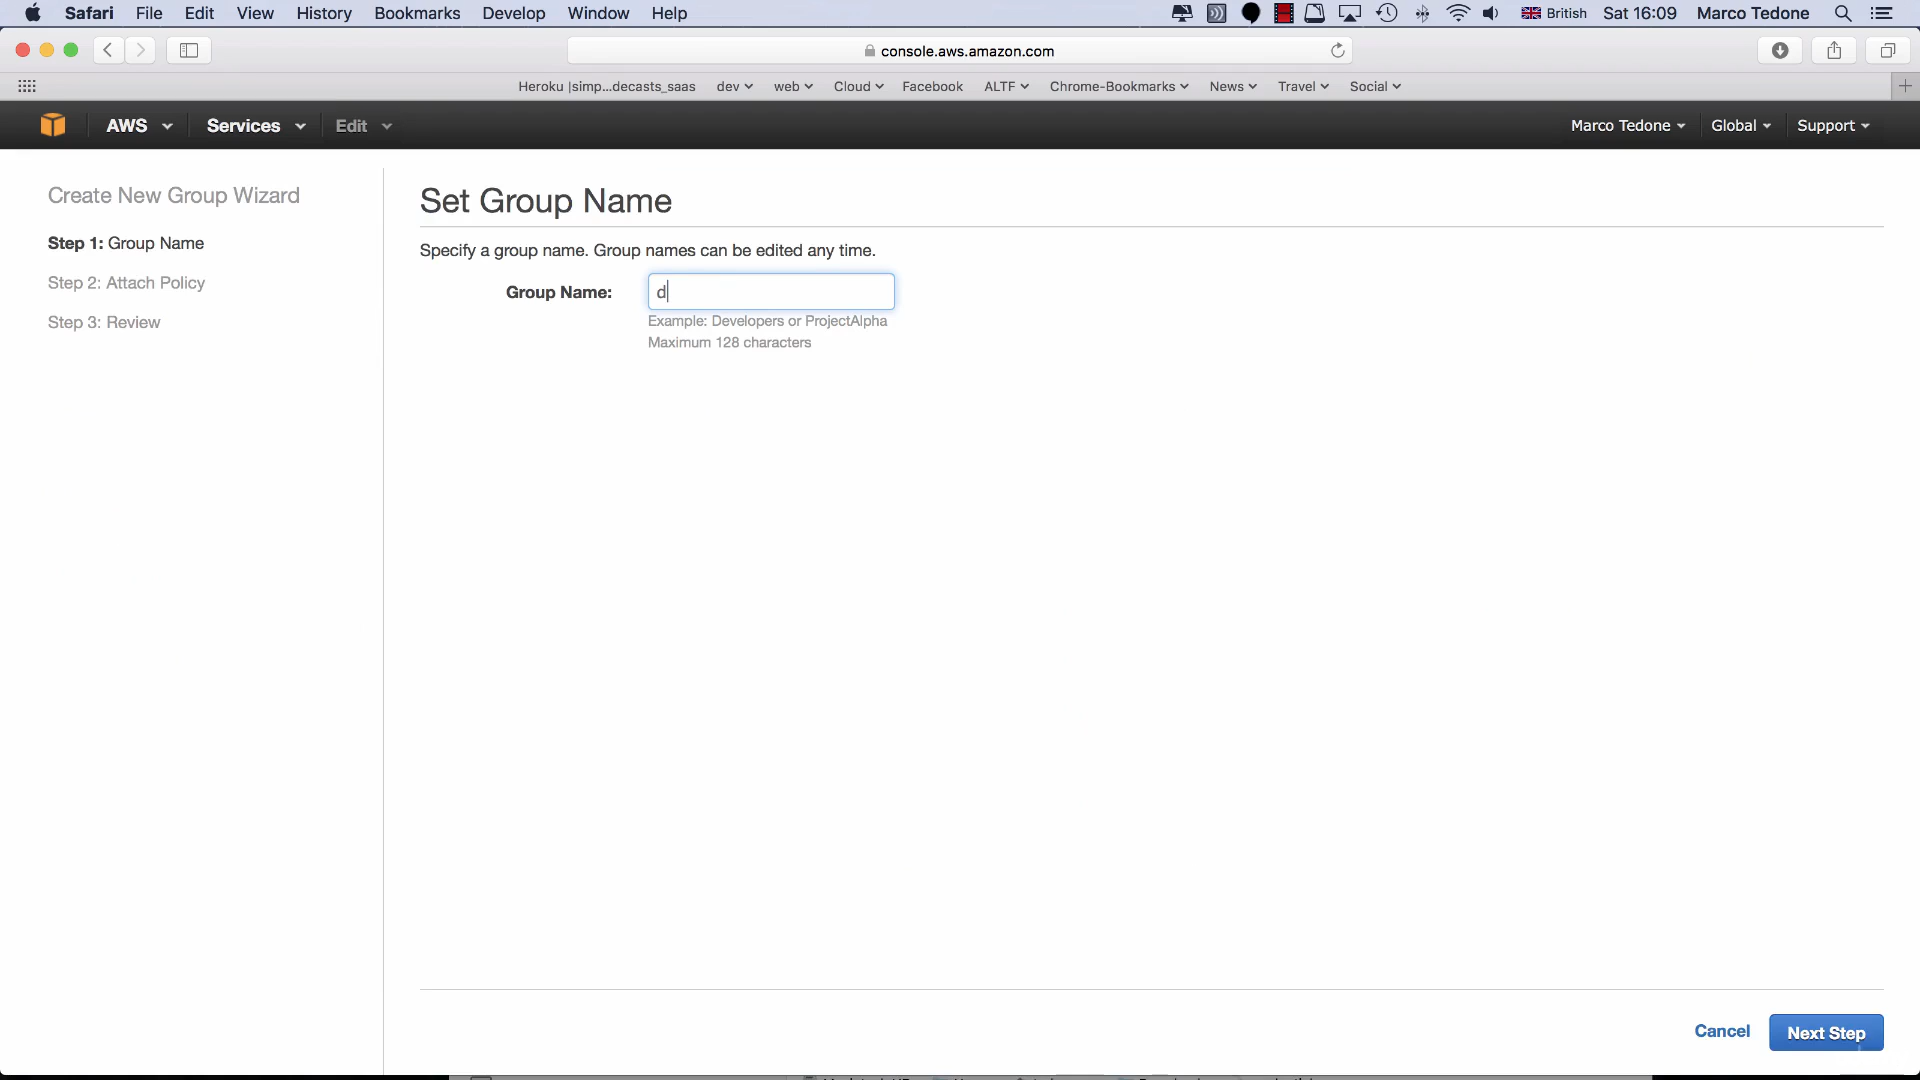 Safari File Edit View History Bookmarks Develop Window Help British Sat 16:09 Marco Tedone
console.aws.amazon.com
Heroku |simp...decasts_saas dev web Cloud Facebook ALTF Chrome-Bookmarks News Travel Social
AWS Services Edit Marco Tedone Global Support
Create New Group Wizard
Step 1: Group Name
Step 2: Attach Policy
Step 3: Review
Set Group Name
Specify a group name. Group names can be edited any time.
Group Name: d
Example: Developers or ProjectAlpha
Maximum 128 characters
Cancel Next Step